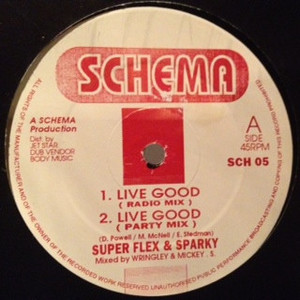 SCHEMA
A SCHEMA
Production
Dist. by
JET STAR
DUB VENDOR
BODY MUSIC
A
SIDE
45RPM
SCH 05
1. LIVE GOOD
( RADIO MIX )
2. LIVE GOOD
( PARTY MIX )
(D. Powell / M. McNeil / E. Stedman)
SUPER FLEX & SPARKY
Mixed by WRINGLEY & MICKEY . S.
ALL RIGHTS OF THE MANUFACTURER AND OF THE OWNER OF THE RECORDED WORK RESERVED UNAUTHORISED PUBLIC PERFORMANCE BROADCASTING AND COPYING OF THIS RECORD PROHIBITED